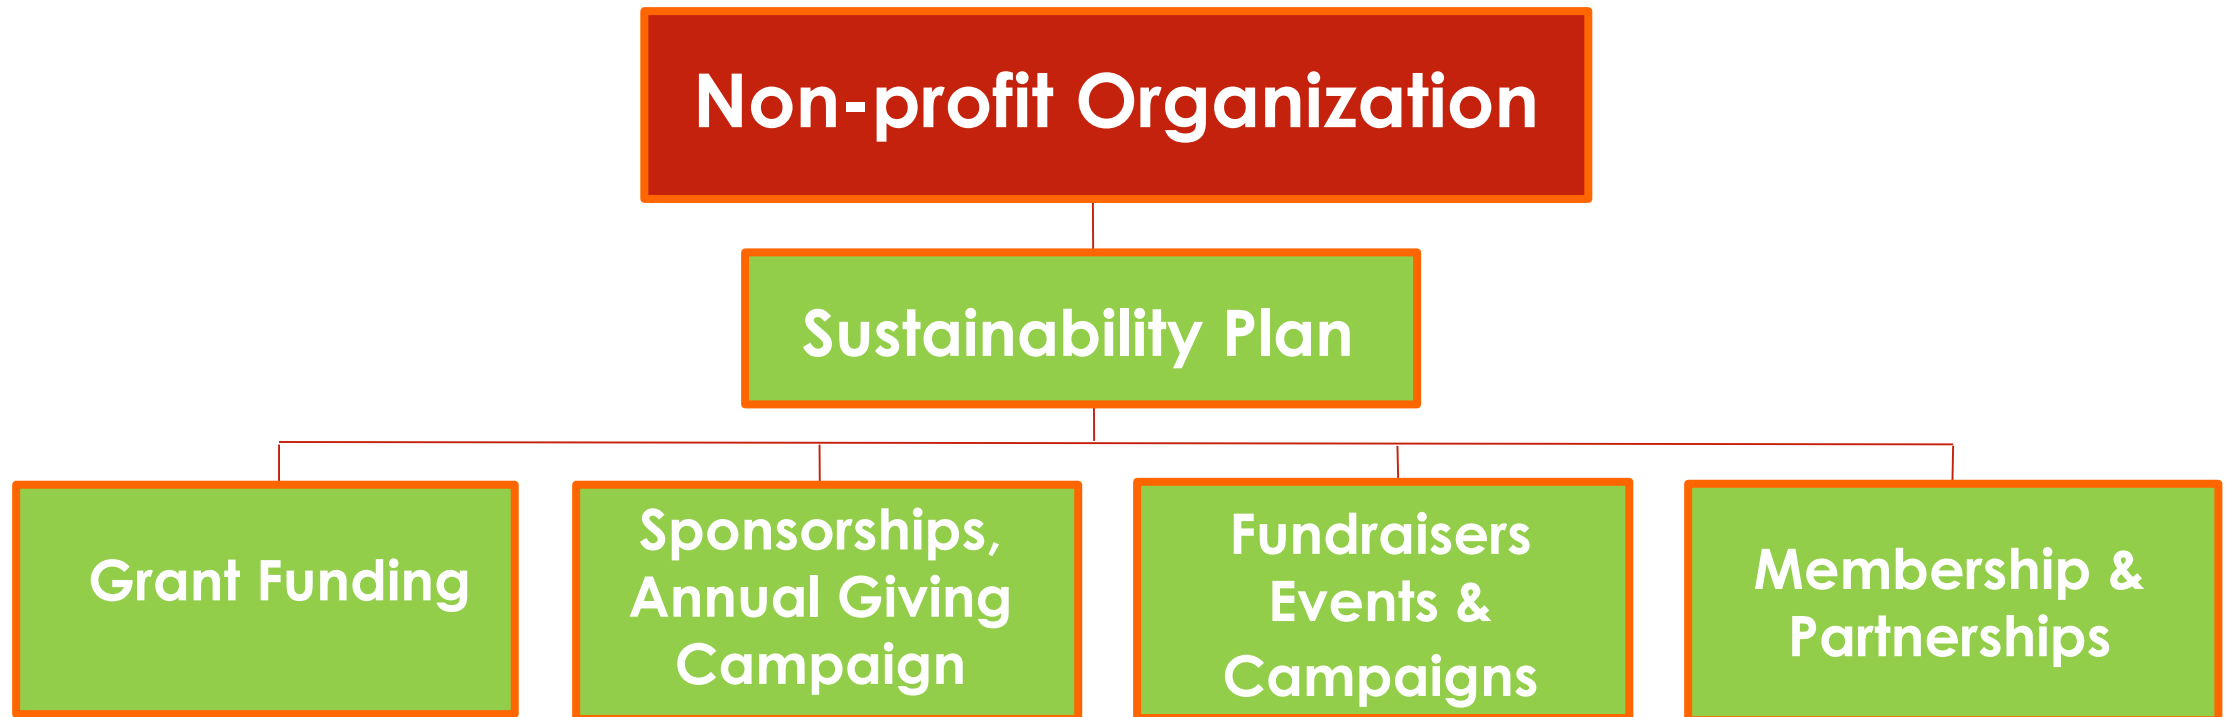 Non-profit Organization
Sustainability Plan
Grant Funding
Sponsorships,
Annual Giving
Campaign
Fundraisers
Events &
Campaigns
Membership &
Partnerships